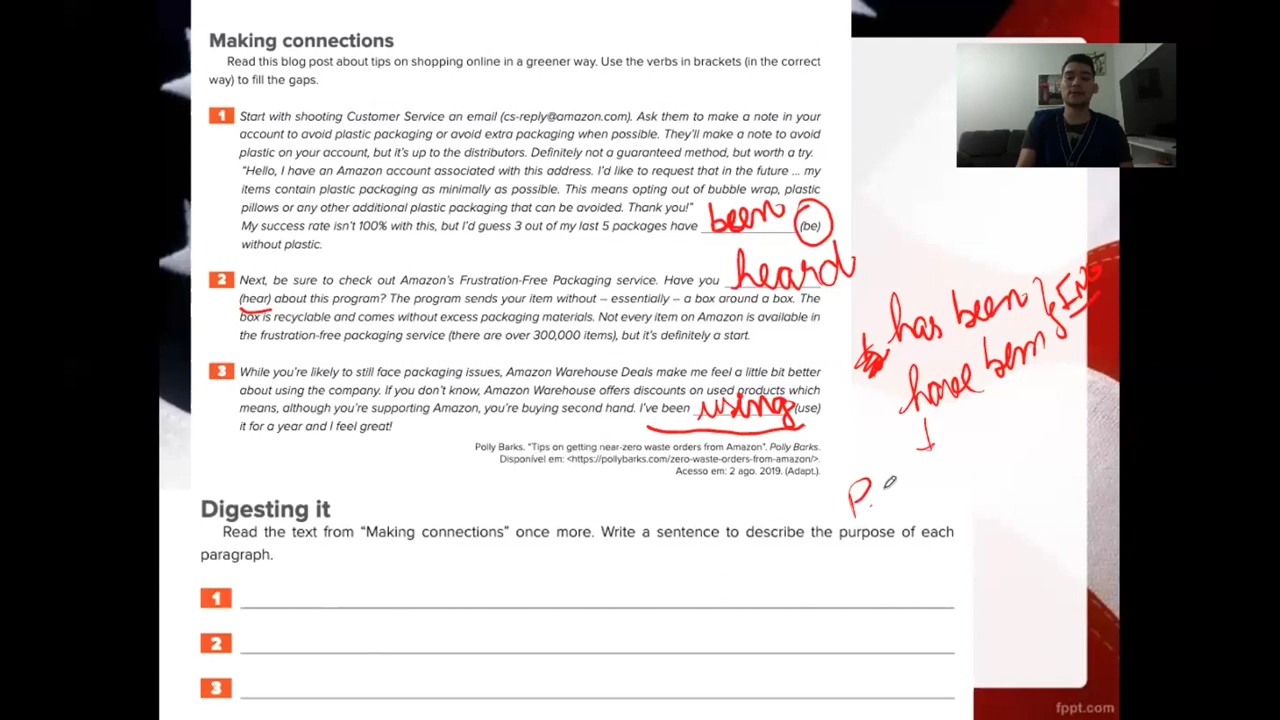 Making connections
Read this blog post about tips on shopping online in a greener way. Use the verbs in brackets (in the correct
way) to fill the gaps.
1 Start with shooting Customer Service an email (cs-reply@amazon.com). Ask them to make a note in your
account to avoid plastic packaging or avoid extra packaging when possible. They'll make a note to avoid
plastic on your account, but it's up to the distributors. Definitely not a guaranteed method, but worth a try.
"Hello, I have an Amazon account associated with this address. I'd like to request that in the future ... my
items contain plastic packaging as minimally as possible. This means opting out of bubble wrap, plastic
pillows or any other additional plastic packaging that can be avoided. Thank you!"
My success rate isn't 100% with this, but I'd guess 3 out of my last 5 packages have been (be)
without plastic.
2 Next, be sure to check out Amazon's Frustration-Free Packaging service. Have you heard
(hear) about this program? The program sends your item without – essentially – a box around a box. The
box is recyclable and comes without excess packaging materials. Not every item on Amazon is available in
the frustration-free packaging service (there are over 300,000 items), but it's definitely a start.
3 While you're likely to still face packaging issues, Amazon Warehouse Deals make me feel a little bit better
about using the company. If you don't know, Amazon Warehouse offers discounts on used products which
means, although you're supporting Amazon, you're buying second hand. I've been using (use)
it for a year and I feel great!
Polly Barks. "Tips on getting near-zero waste orders from Amazon". Polly Barks.
Disponível em: <https://pollybarks.com/zero-waste-orders-from-amazon/>.
Acesso em: 2 ago. 2019. (Adapt.).
has been } ING
have been
P.
Digesting it
Read the text from "Making connections" once more. Write a sentence to describe the purpose of each
paragraph.
1
2
3
fppt.com